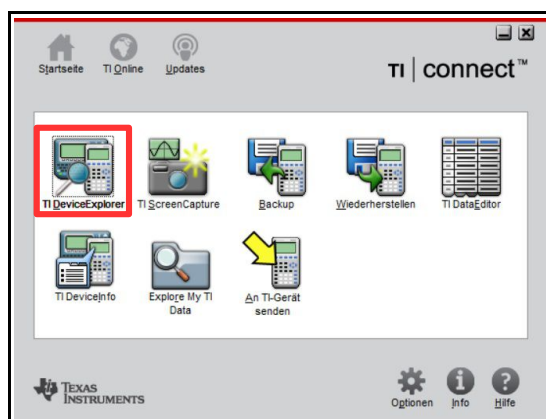 Startseite TI Online Updates
TI | connect™
TI DeviceExplorer TI ScreenCapture Backup Wiederherstellen TI DataEditor
TI DeviceInfo Explore My TI An TI-Gerät
Data senden
TEXAS
INSTRUMENTS
Optionen Info Hilfe